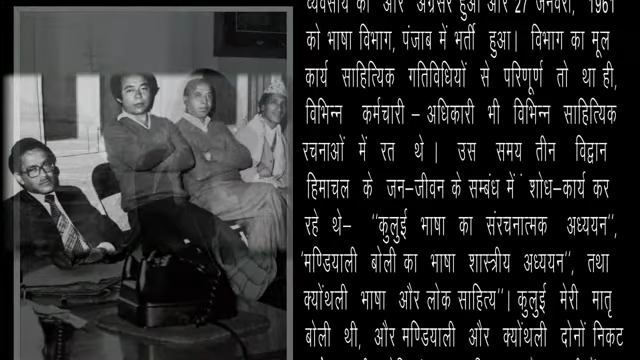 व्यवसाय की ओर अग्रसर हुआ और 27 जनवरी, 1961
को भाषा विभाग, पंजाब में भर्ती हुआ। विभाग का मूल
कार्य साहित्यिक गतिविधियों से परिपूर्ण तो था ही,
विभिन्न कर्मचारी – अधिकारी भी विभिन्न साहित्यिक
रचनाओं में रत थे । उस समय तीन विद्वान
हिमाचल के जन–जीवन के सम्बंध में शोध–कार्य कर
रहे थे– ‘‘कुलुई भाषा का संरचनात्मक अध्ययन’’,
‘मण्डियाली बोली का भाषा शास्त्रीय अध्ययन’’, तथा
क्योंथली भाषा और लोक साहित्य’’। कुलुई मेरी मातृ
बोली थी, और मण्डियाली और क्योंथली दोनों निकट